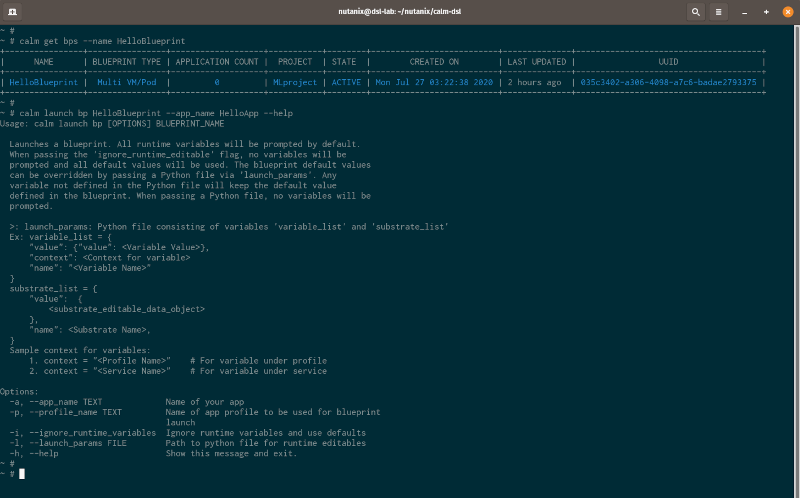 nutanix@dsl-lab: ~/nutanix/calm-dsl
~ #
~ # calm get bps --name HelloBlueprint
+----------------+----------------+-------------------+-----------+--------+--------------------------+--------------+--------------------------------------+
| NAME | BLUEPRINT TYPE | APPLICATION COUNT | PROJECT | STATE | CREATED ON | LAST UPDATED | UUID |
+----------------+----------------+-------------------+-----------+--------+--------------------------+--------------+--------------------------------------+
| HelloBlueprint | Multi VM/Pod | 0 | MLproject | ACTIVE | Mon Jul 27 03:22:38 2020 | 2 hours ago | 035c3402-a306-4098-a7c6-badae2793375 |
+----------------+----------------+-------------------+-----------+--------+--------------------------+--------------+--------------------------------------+
~ #
~ # calm launch bp HelloBlueprint --app_name HelloApp --help
Usage: calm launch bp [OPTIONS] BLUEPRINT_NAME
Launches a blueprint. All runtime variables will be prompted by default.
When passing the 'ignore_runtime_editable' flag, no variables will be
prompted and all default values will be used. The blueprint default values
can be overridden by passing a Python file via 'launch_params'. Any
variable not defined in the Python file will keep the default value
defined in the blueprint. When passing a Python file, no variables will be
prompted.
>: launch_params: Python file consisting of variables 'variable_list' and 'substrate_list'
Ex: variable_list = {
"value": {"value": <Variable Value>},
"context": <Context for variable>
"name": "<Variable Name>"
}
substrate_list = {
"value": {
<substrate_editable_data_object>
},
"name": <Substrate Name>,
}
Sample context for variables:
1. context = "<Profile Name>" # For variable under profile
2. context = "<Service Name>" # For variable under service
Options:
-a, --app_name TEXT Name of your app
-p, --profile_name TEXT Name of app profile to be used for blueprint
launch
-i, --ignore_runtime_variables Ignore runtime variables and use defaults
-l, --launch_params FILE Path to python file for runtime editables
-h, --help Show this message and exit.
~ #
~ #